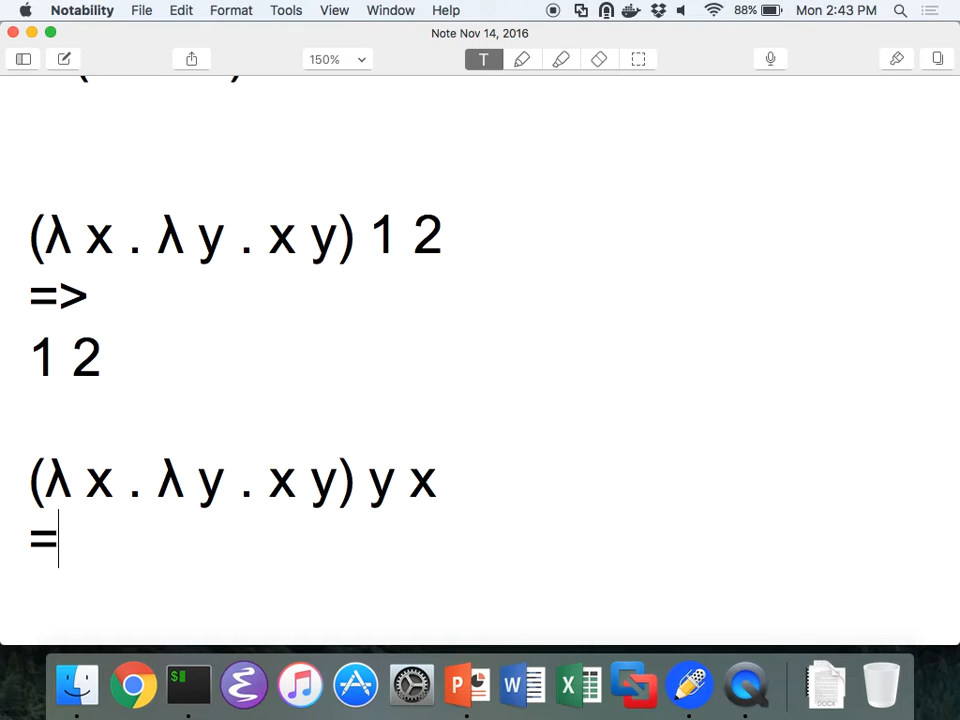 Notability File Edit Format Tools View Window Help 88% Mon 2:43 PM
Note Nov 14, 2016
150% T
(λ x . λ y . x y) 1 2
=>
1 2
(λ x . λ y . x y) y x
=
$ P W X DOCX